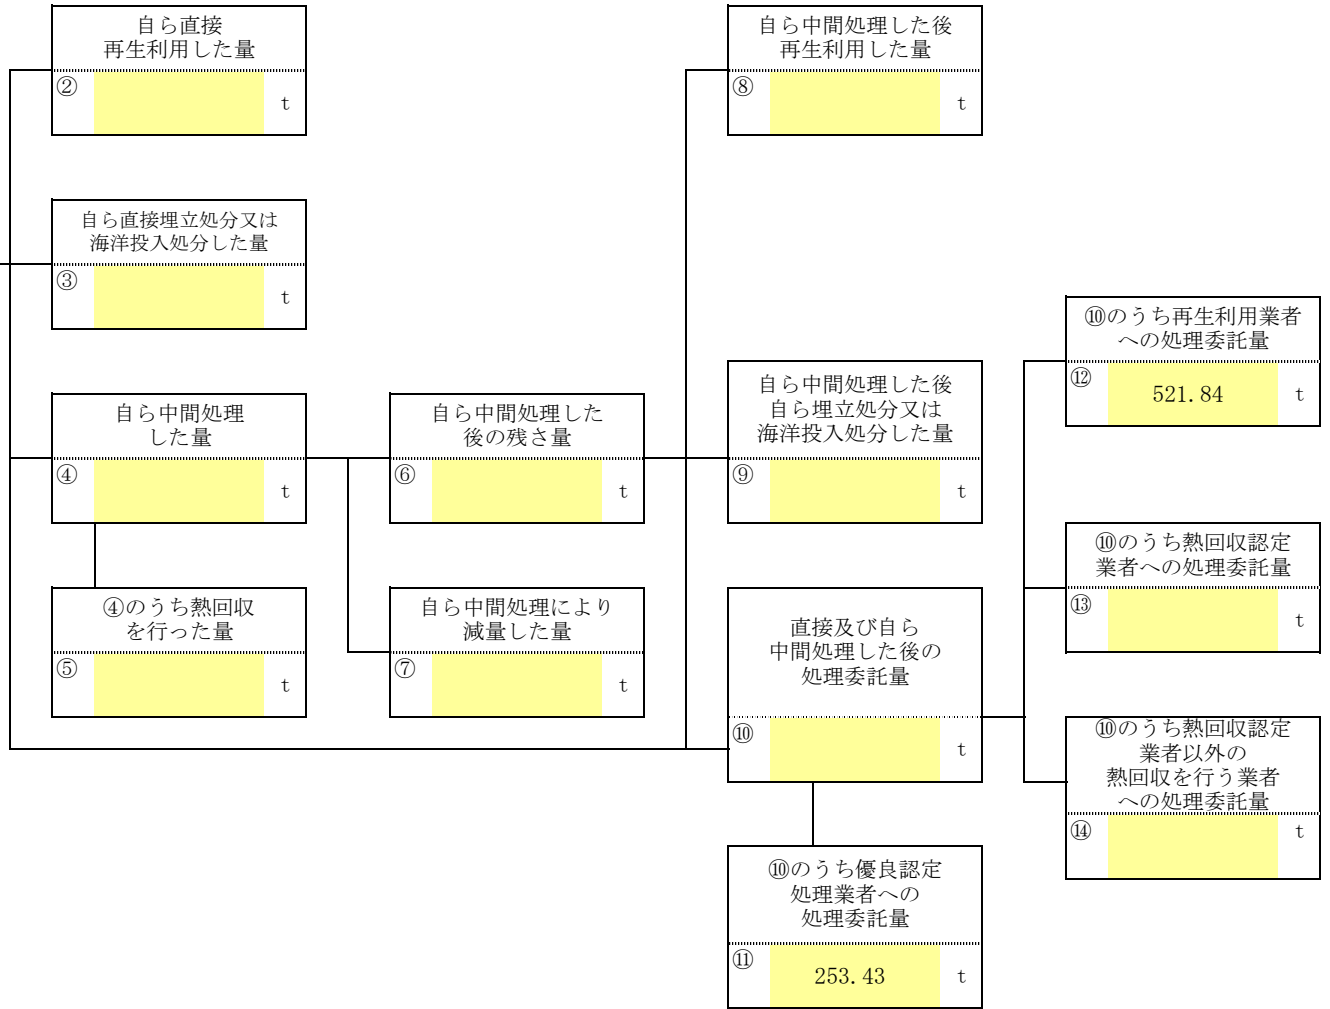 自ら直接
再生利用した量
②
t
自ら中間処理した後
再生利用した量
⑧
t
自ら直接埋立処分又は
海洋投入処分した量
③
t
⑩のうち再生利用業者
への処理委託量
⑫
521.84 t
自ら中間処理
した量
④
t
自ら中間処理した
後の残さ量
⑥
t
自ら中間処理した後
自ら埋立処分又は
海洋投入処分した量
⑨
t
⑩のうち熱回収認定
業者への処理委託量
⑬
t
④のうち熱回収
を行った量
⑤
t
自ら中間処理により
減量した量
⑦
t
直接及び自ら
中間処理した後の
処理委託量
⑩
t
⑩のうち熱回収認定
業者以外の
熱回収を行う業者
への処理委託量
⑭
t
⑩のうち優良認定
処理業者への
処理委託量
⑪
253.43 t